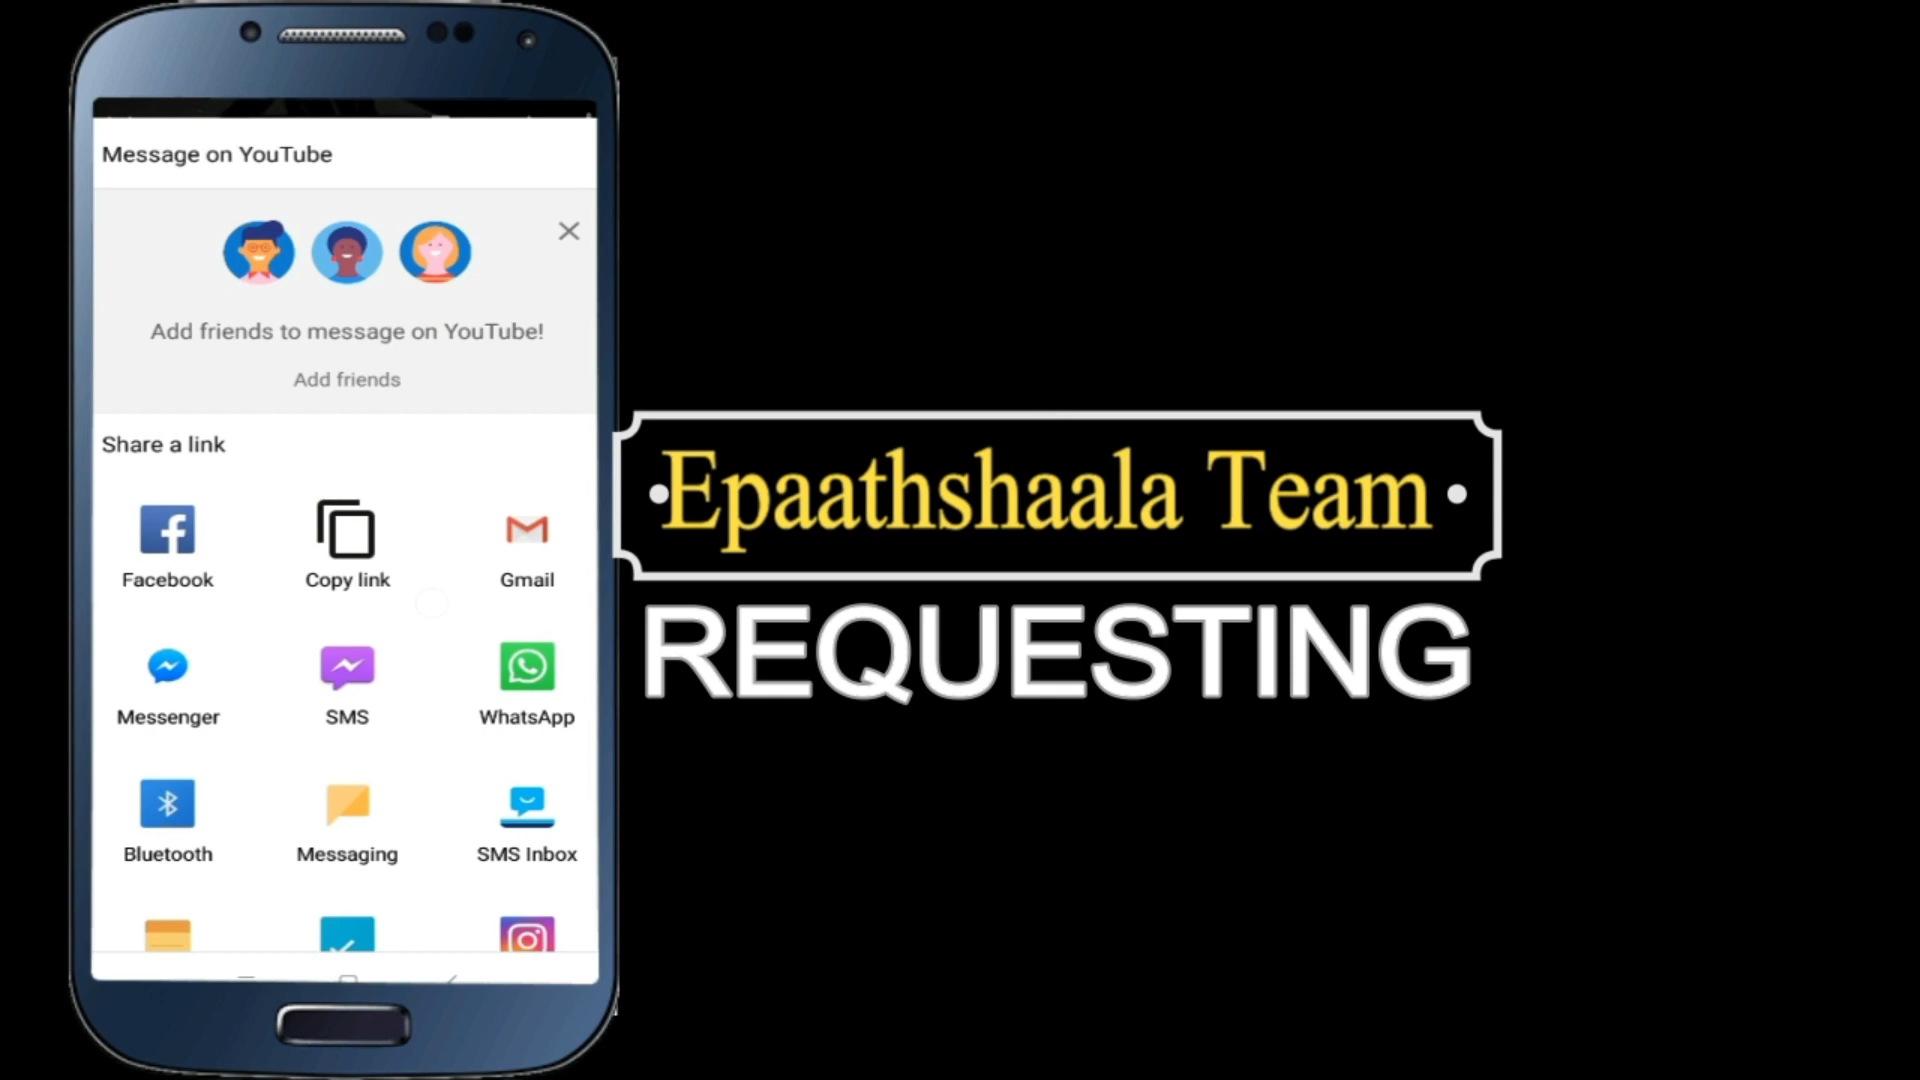 Message on YouTube
Add friends to message on YouTube!
Add friends
Share a link
Facebook
Copy link
Gmail
Messenger
SMS
WhatsApp
Bluetooth
Messaging
SMS Inbox
Epaathshaala Team
REQUESTING